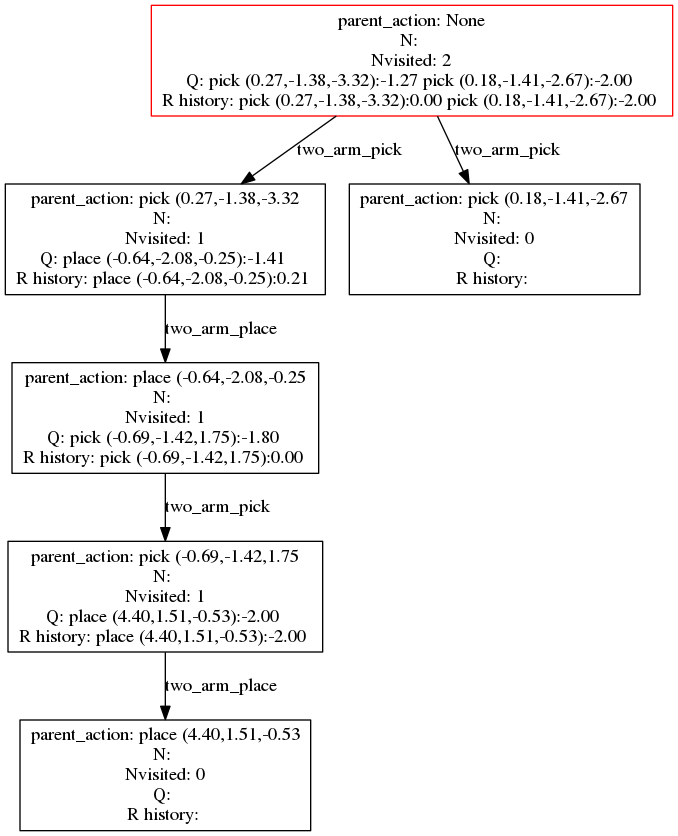 parent_action: None
N:
Nvisited: 2
Q: pick (0.27,-1.38,-3.32):-1.27 pick (0.18,-1.41,-2.67):-2.00
R history: pick (0.27,-1.38,-3.32):0.00 pick (0.18,-1.41,-2.67):-2.00
two_arm_pick
two_arm_pick
parent_action: pick (0.27,-1.38,-3.32
N:
Nvisited: 1
Q: place (-0.64,-2.08,-0.25):-1.41
R history: place (-0.64,-2.08,-0.25):0.21
parent_action: pick (0.18,-1.41,-2.67
N:
Nvisited: 0
Q:
R history:
two_arm_place
parent_action: place (-0.64,-2.08,-0.25
N:
Nvisited: 1
Q: pick (-0.69,-1.42,1.75):-1.80
R history: pick (-0.69,-1.42,1.75):0.00
two_arm_pick
parent_action: pick (-0.69,-1.42,1.75
N:
Nvisited: 1
Q: place (4.40,1.51,-0.53):-2.00
R history: place (4.40,1.51,-0.53):-2.00
two_arm_place
parent_action: place (4.40,1.51,-0.53
N:
Nvisited: 0
Q:
R history: